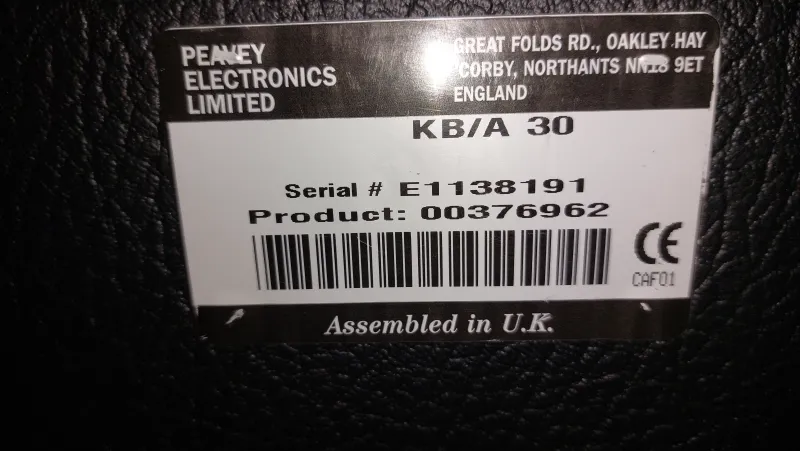 PEAVEY
ELECTRONICS
LIMITED
GREAT FOLDS RD., OAKLEY HAY
CORBY, NORTHANTS NN18 9ET
ENGLAND
KB/A 30
Serial # E1138191
Product: 00376962
CE
CAF01
Assembled in U.K.